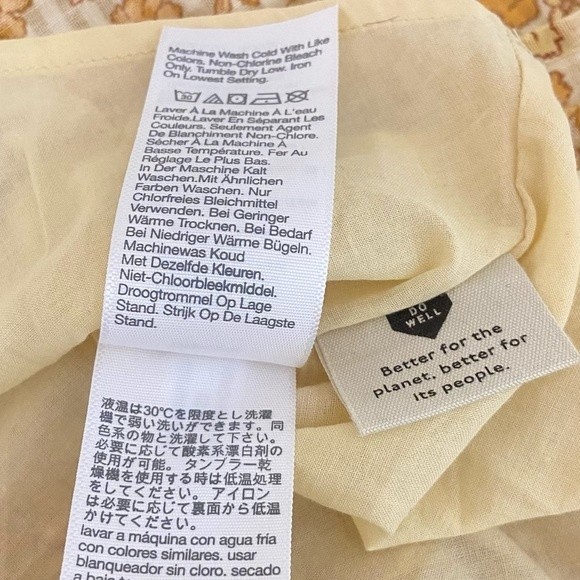 Machine Wash Cold With Like
Colors. Non-Chlorine Bleach
Only. Tumble Dry Low. Iron
On Lowest Setting.
30
Laver À La Machine À L'eau
Froide.Laver En Séparant Les
Couleurs. Seulement Agent
De Blanchiment Non-Chlore.
Sécher À La Machine À
Basse Température. Fer Au
Réglage Le Plus Bas.
In Der Maschine Kalt
Waschen.Mit Ähnlichen
Farben Waschen. Nur
Chlorfreies Bleichmittel
Verwenden. Bei Geringer
Wärme Trocknen. Bei Bedarf
Bei Niedriger Wärme Bügeln.
Machinewas Koud
Met Dezelfde Kleuren.
Niet-Chloorbleekmiddel.
Droogtrommel Op Lage
Stand. Strijk Op De Laagste
Stand.
液温は30℃を限度とし洗濯
機で弱い洗いができます。同
色系の物と洗濯して下さい。
必要に応じて酸素系漂白剤の
使用が可能。タンブラー乾
燥機を使用する時は低温処理
をしてください。アイロン
は必要に応じて裏面から低温
かけてください。
lavar a máquina con agua fría
con colores similares. usar
blanqueador sin cloro. secado
a baja
DO
WELL
Better for the
planet, better for
its people.